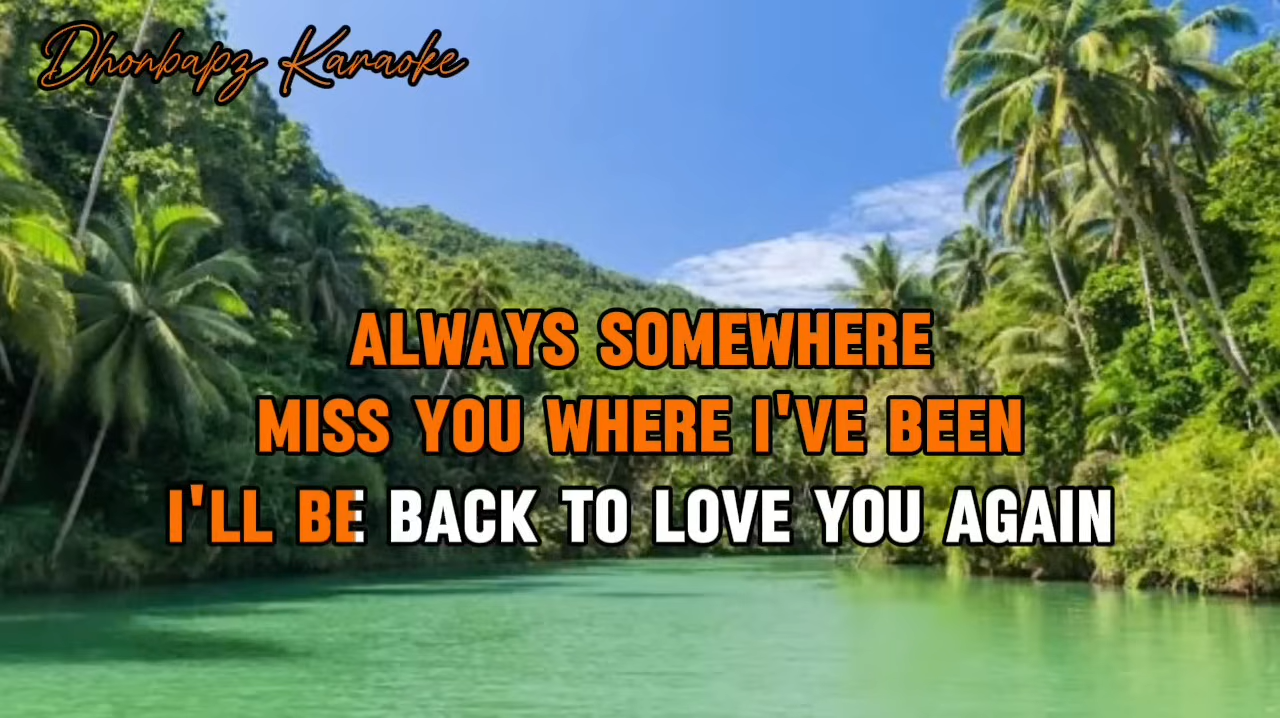 Dhonbapz Karaoke
ALWAYS SOMEWHERE
MISS YOU WHERE I'VE BEEN
I'LL BE BACK TO LOVE YOU AGAIN